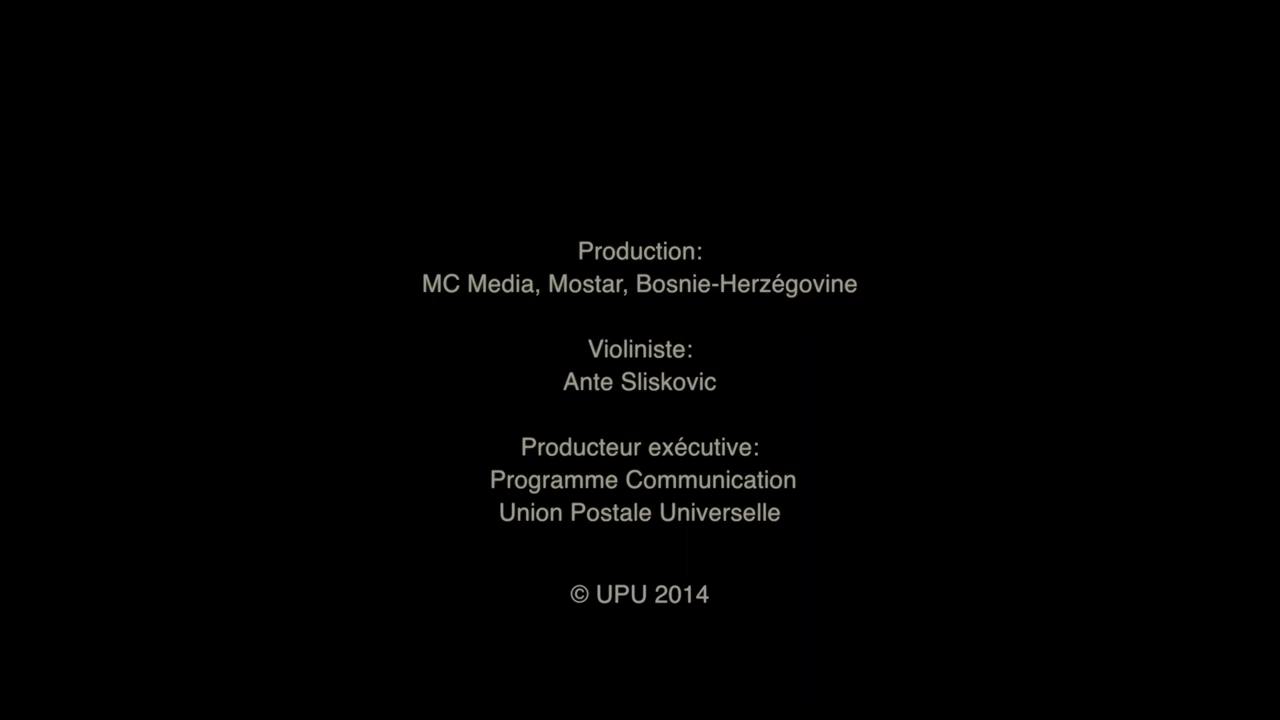 Production:
MC Media, Mostar, Bosnie-Herzégovine
Violiniste:
Ante Sliskovic
Producteur exécutive:
Programme Communication
Union Postale Universelle
© UPU 2014